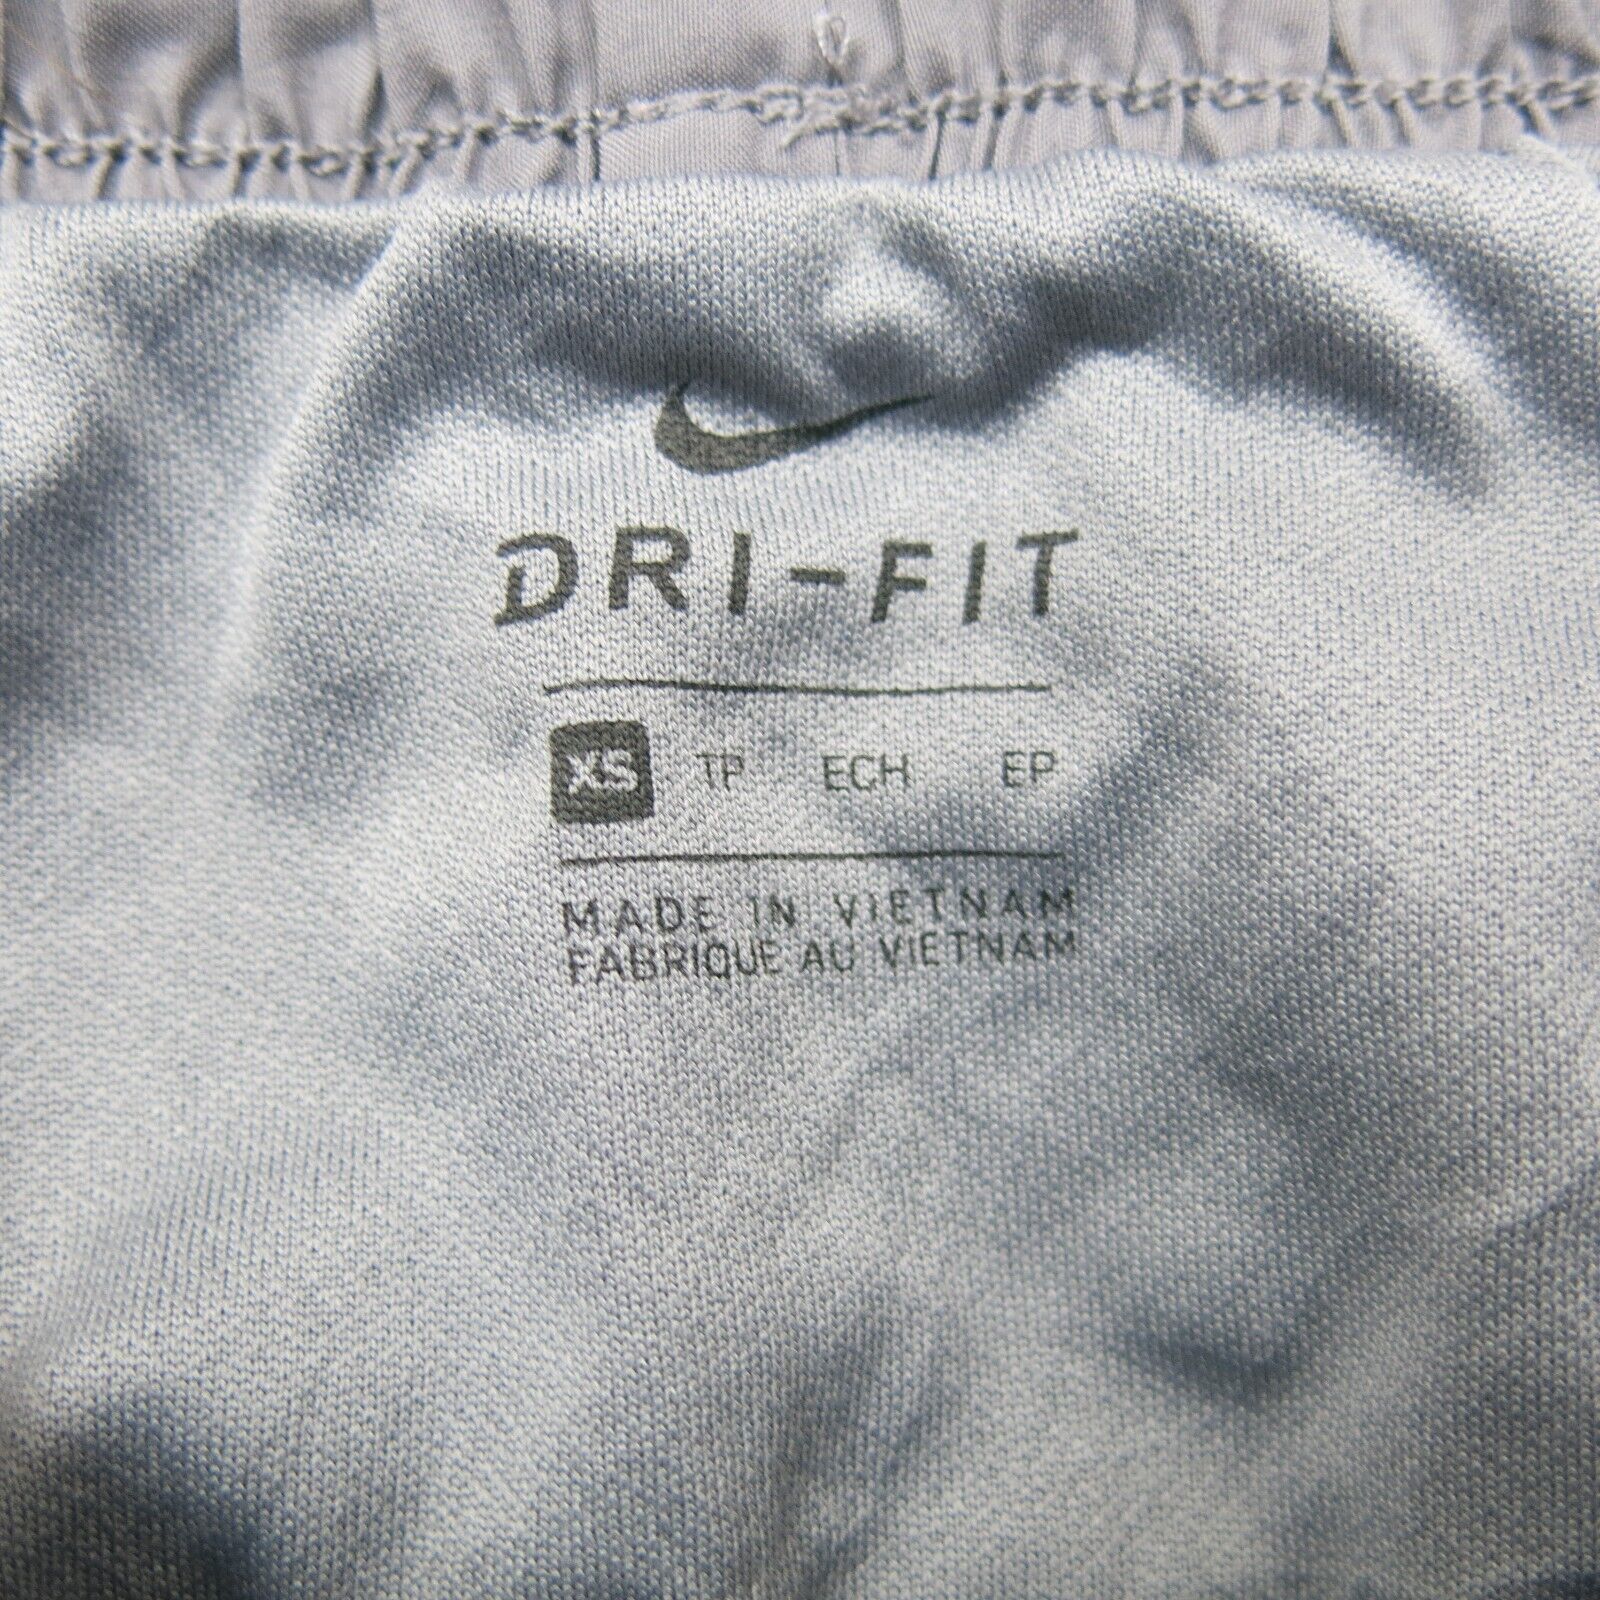 DRI-FIT
XS TP ECH EP
MADE IN VIETNAM
FABRIQUE AU VIETNAM